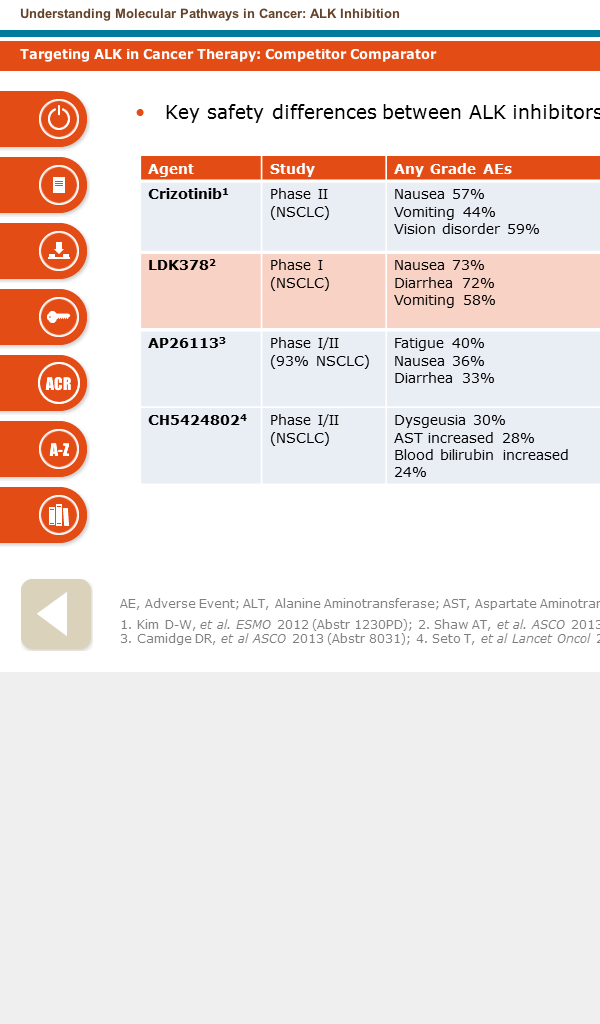 Understanding Molecular Pathways in Cancer: ALK Inhibition
Targeting ALK in Cancer Therapy: Competitor Comparator
• Key safety differences between ALK inhibitors
Agent Study Any Grade AEs
Crizotinib¹ Phase II Nausea 57%
(NSCLC) Vomiting 44%
Vision disorder 59%
LDK378² Phase I Nausea 73%
(NSCLC) Diarrhea 72%
Vomiting 58%
AP26113³ Phase I/II Fatigue 40%
(93% NSCLC) Nausea 36%
Diarrhea 33%
CH5424802⁴ Phase I/II Dysgeusia 30%
(NSCLC) AST increased 28%
Blood bilirubin increased
24%
ACR
A-Z
AE, Adverse Event; ALT, Alanine Aminotransferase; AST, Aspartate Aminotran
1. Kim D-W, et al. ESMO 2012 (Abstr 1230PD); 2. Shaw AT, et al. ASCO 2013
3. Camidge DR, et al ASCO 2013 (Abstr 8031); 4. Seto T, et al Lancet Oncol 2